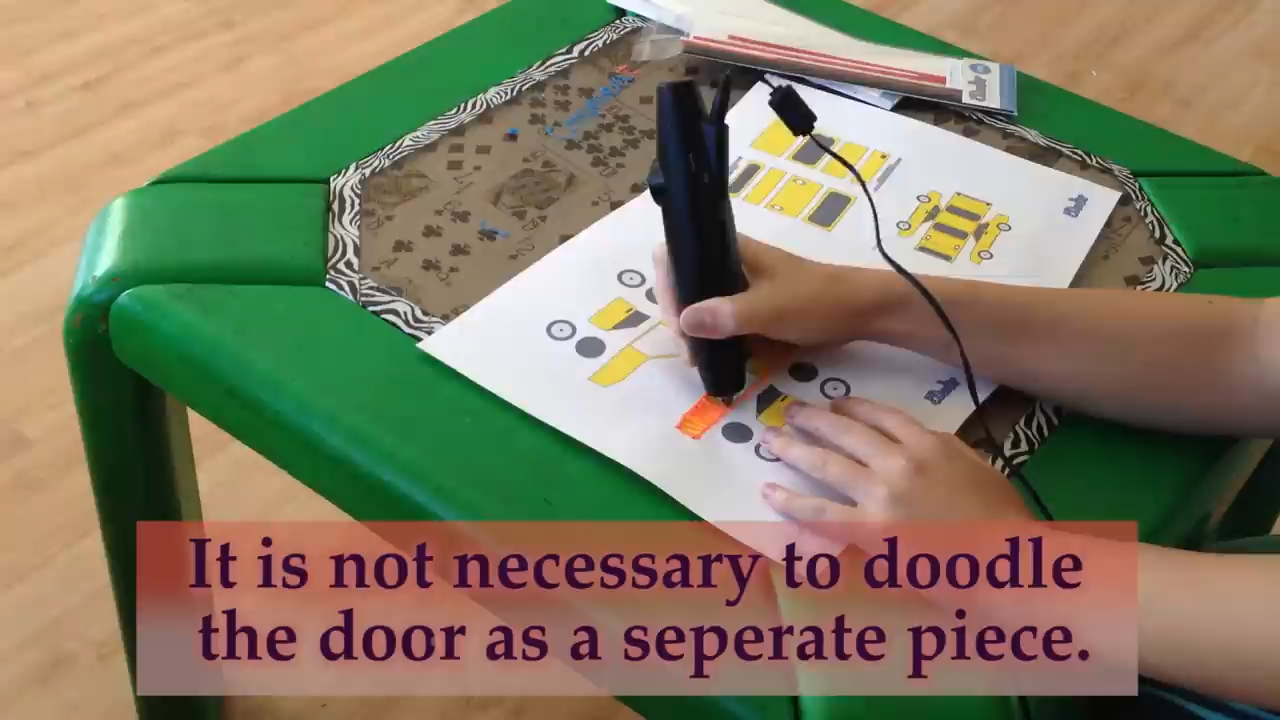 It is not necessary to doodle
the door as a seperate piece.